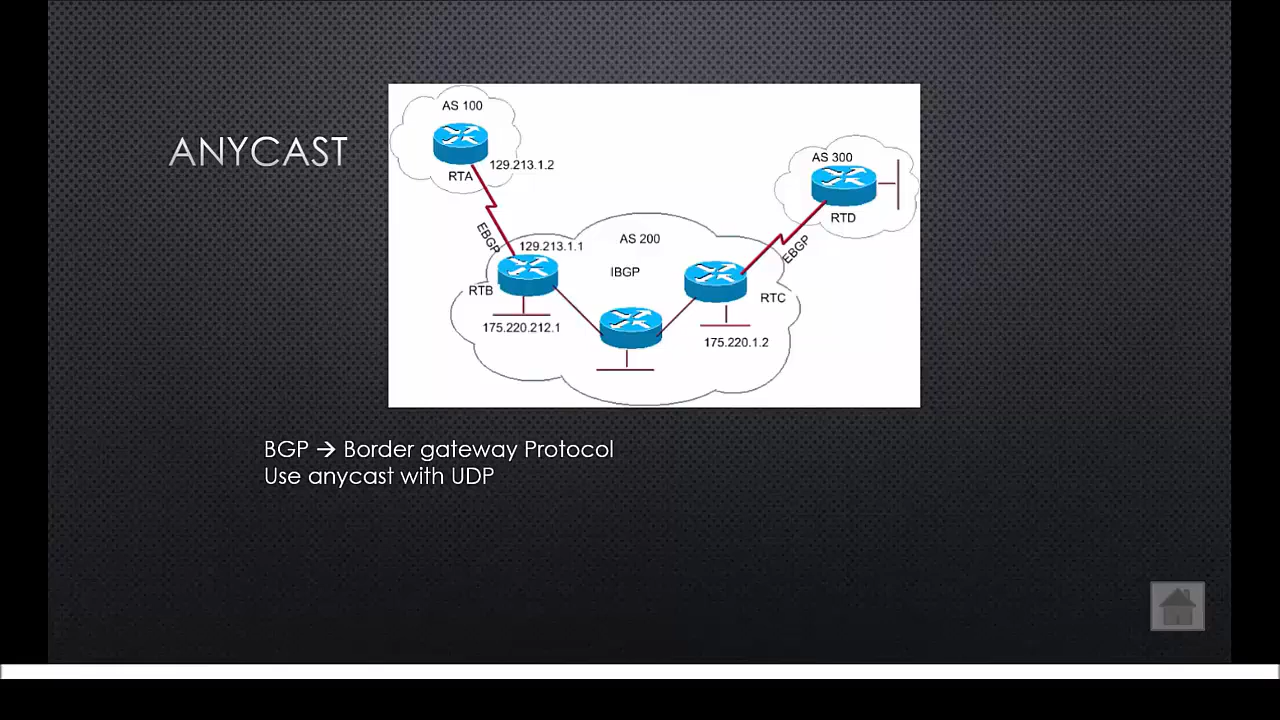 ANYCAST
AS 100
129.213.1.2
RTA
AS 300
RTD
EBGP
129.213.1.1
AS 200
EBGP
IBGP
RTB
RTC
175.220.212.1
175.220.1.2
BGP → Border gateway Protocol
Use anycast with UDP